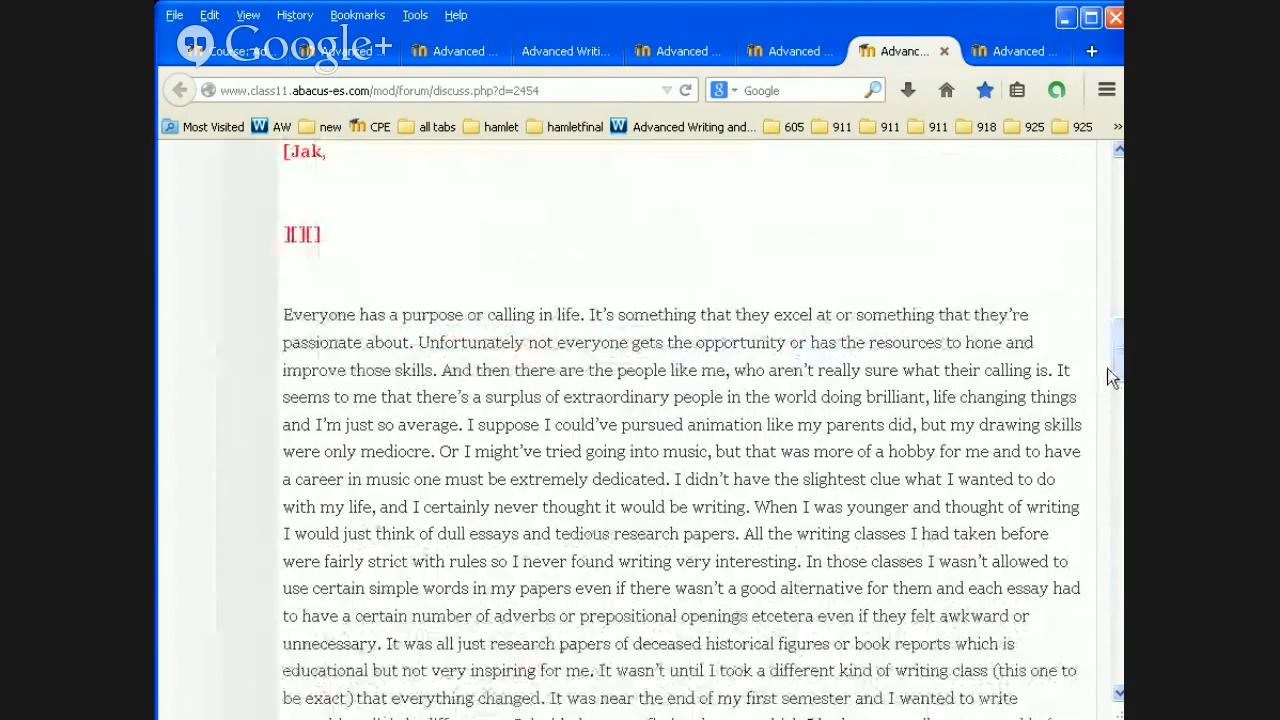 File Edit View History Bookmarks Tools Help
Google+
Advanced ... Advanced Writi... Advanced ... Advanced ... Advanc... Advanced ...
www.class11.abacus-es.com/mod/forum/discuss.php?d=2454 Google
Most Visited AW new CPE all tabs hamlet hamletfinal Advanced Writing and... 605 911 911 911 918 925 925 »
[Jak,
][][]
Everyone has a purpose or calling in life. It's something that they excel at or something that they're
passionate about. Unfortunately not everyone gets the opportunity or has the resources to hone and
improve those skills. And then there are the people like me, who aren't really sure what their calling is. It
seems to me that there's a surplus of extraordinary people in the world doing brilliant, life changing things
and I'm just so average. I suppose I could've pursued animation like my parents did, but my drawing skills
were only mediocre. Or I might've tried going into music, but that was more of a hobby for me and to have
a career in music one must be extremely dedicated. I didn't have the slightest clue what I wanted to do
with my life, and I certainly never thought it would be writing. When I was younger and thought of writing
I would just think of dull essays and tedious research papers. All the writing classes I had taken before
were fairly strict with rules so I never found writing very interesting. In those classes I wasn't allowed to
use certain simple words in my papers even if there wasn't a good alternative for them and each essay had
to have a certain number of adverbs or prepositional openings etcetera even if they felt awkward or
unnecessary. It was all just research papers of deceased historical figures or book reports which is
educational but not very inspiring for me. It wasn't until I took a different kind of writing class (this one to
be exact) that everything changed. It was near the end of my first semester and I wanted to write